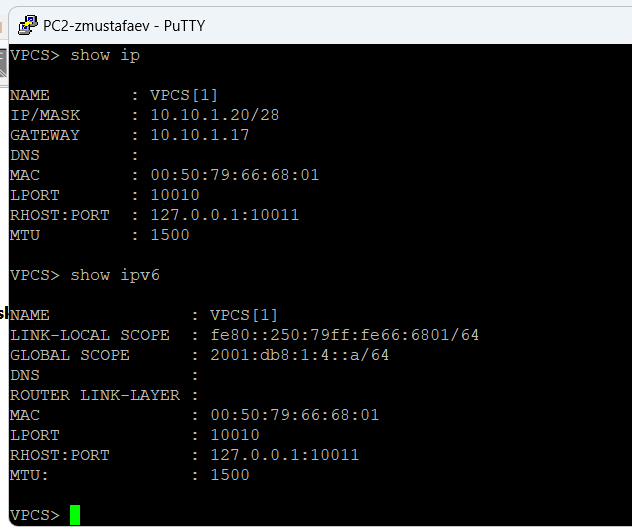 PC2-zmustafaev - PuTTY
VPCS> show ip
NAME        : VPCS[1]
IP/MASK     : 10.10.1.20/28
GATEWAY     : 10.10.1.17
DNS         :
MAC         : 00:50:79:66:68:01
LPORT       : 10010
RHOST:PORT  : 127.0.0.1:10011
MTU         : 1500
VPCS> show ipv6
NAME              : VPCS[1]
LINK-LOCAL SCOPE  : fe80::250:79ff:fe66:6801/64
GLOBAL SCOPE      : 2001:db8:1:4::a/64
DNS               :
ROUTER LINK-LAYER :
MAC               : 00:50:79:66:68:01
LPORT             : 10010
RHOST:PORT        : 127.0.0.1:10011
MTU:              : 1500
VPCS>